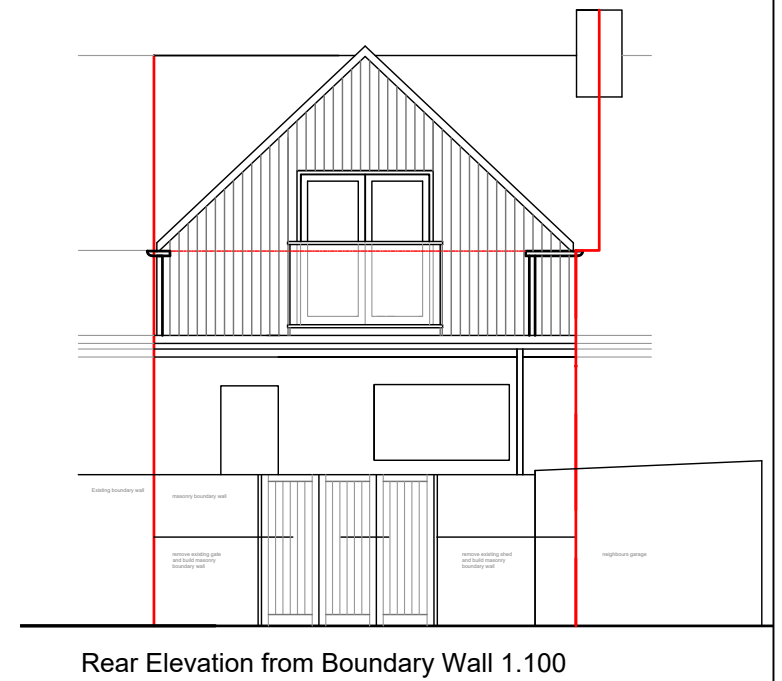 Existing boundary wall
masonry boundary wall
remove existing gate
and build masonry
boundary wall
remove existing shed
and build masonry
boundary wall
neighbours garage
Rear Elevation from Boundary Wall 1.100